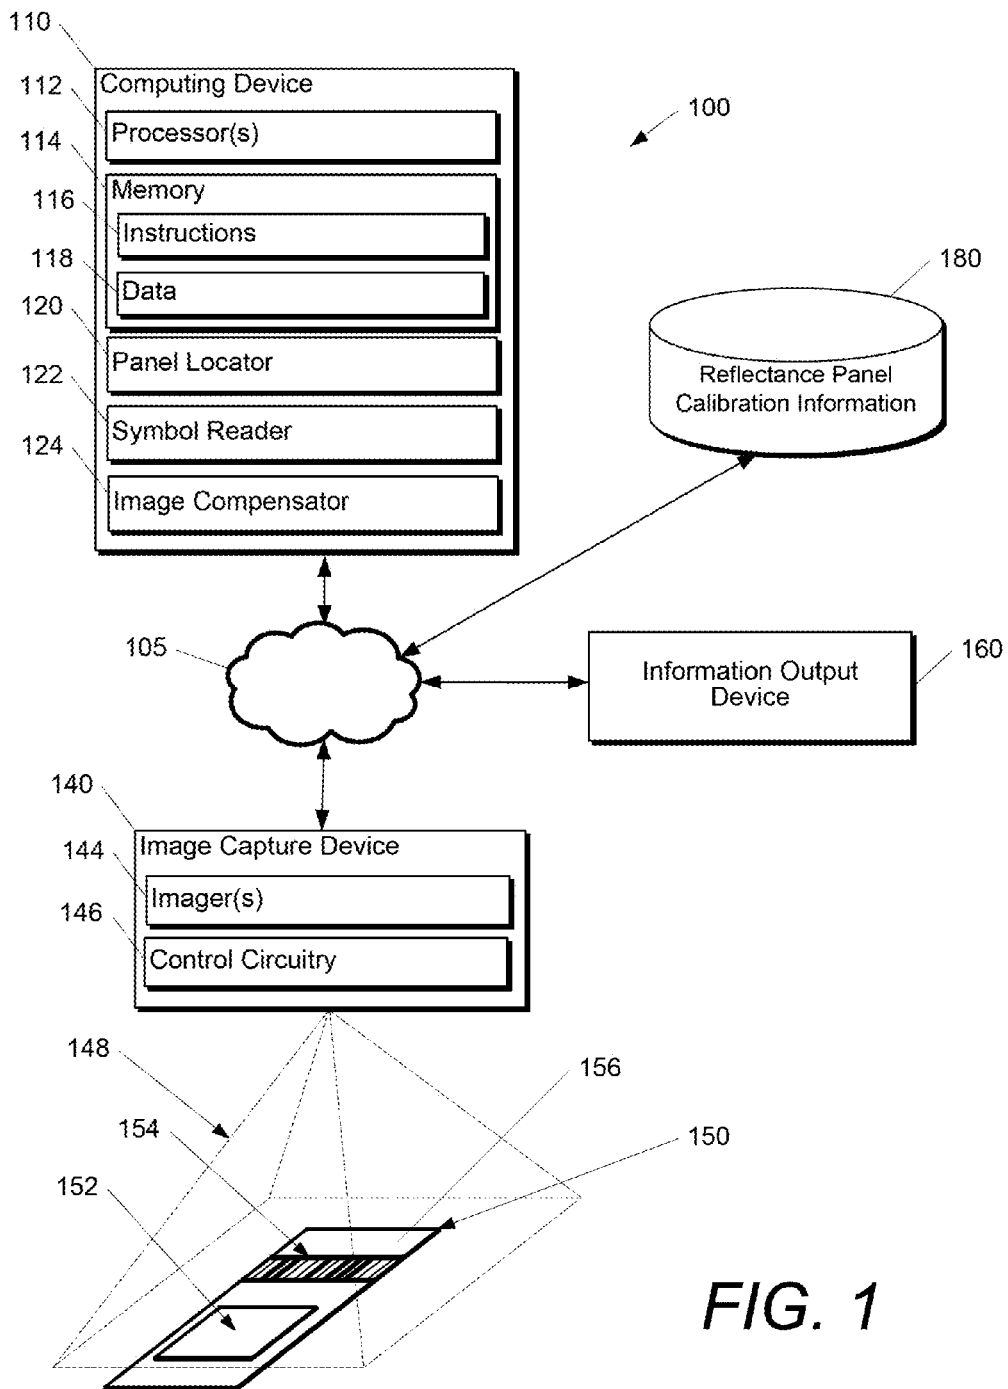 110
Computing Device
112
Processor(s)
100
114
Memory
116
Instructions
118
Data
180
120
Panel Locator
Reflectance Panel
Calibration Information
122
Symbol Reader
124
Image Compensator
105
Information Output
Device
160
140
Image Capture Device
144
Imager(s)
146
Control Circuitry
148
156
154
150
152
FIG. 1